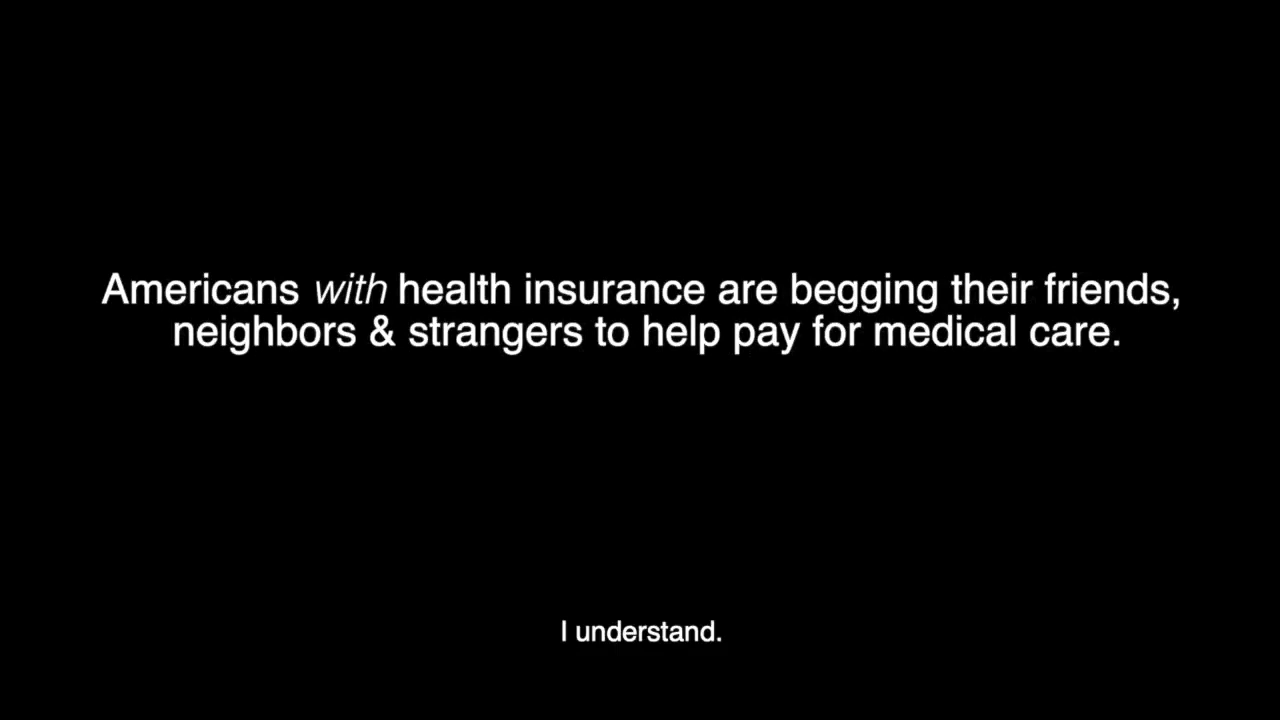 Americans with health insurance are begging their friends,
neighbors & strangers to help pay for medical care.
I understand.